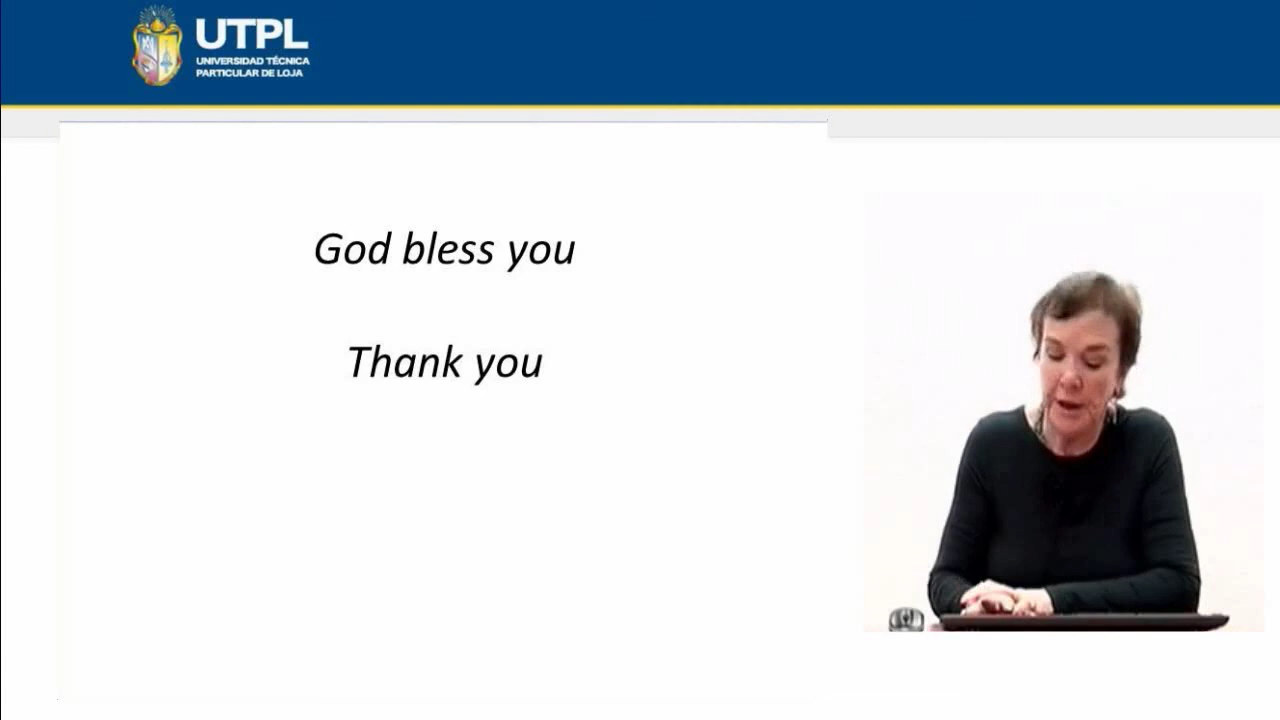 UTPL
UNIVERSIDAD TÉCNICA
PARTICULAR DE LOJA
God bless you
Thank you